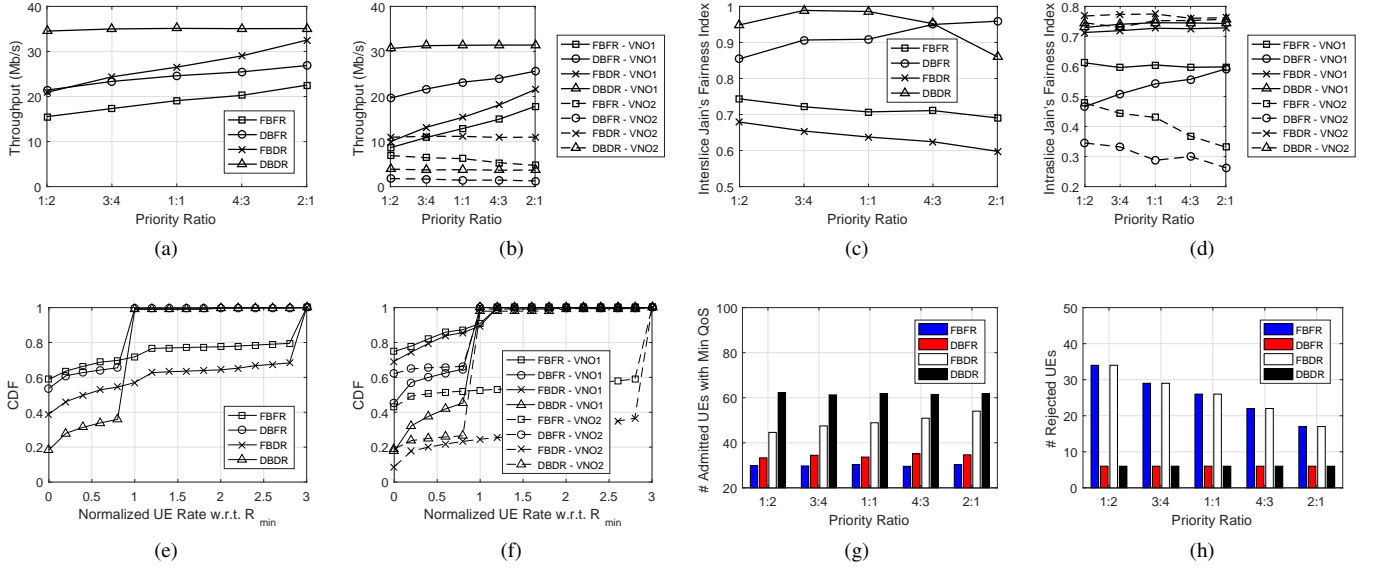 Throughput (Mb/s)
40
30
20
10
0
FBFR
DBFR
FBDR
DBDR
1:2 3:4 1:1 4:3 2:1
Priority Ratio
(a)
Throughput (Mb/s)
40
30
20
10
0
1:2 3:4 1:1 4:3 2:1
Priority Ratio
FBFR - VNO1
DBFR - VNO1
FBDR - VNO1
DBDR - VNO1
FBFR - VNO2
DBFR - VNO2
FBDR - VNO2
DBDR - VNO2
(b)
Interslice Jain's Fairness Index
1
0.9
0.8
0.7
0.6
0.5
FBFR
DBFR
FBDR
DBDR
1:2 3:4 1:1 4:3 2:1
Priority Ratio
(c)
Intraslice Jain's Fairness Index
0.8
0.7
0.6
0.5
0.4
0.3
0.2
1:2 3:4 1:1 4:3 2:1
Priority Ratio
FBFR - VNO1
DBFR - VNO1
FBDR - VNO1
DBDR - VNO1
FBFR - VNO2
DBFR - VNO2
FBDR - VNO2
DBDR - VNO2
(d)
CDF
1
0.8
0.6
0.4
0.2
0
FBFR
DBFR
FBDR
DBDR
0 0.5 1 1.5 2 2.5 3
Normalized UE Rate w.r.t. R min
(e)
CDF
1
0.8
0.6
0.4
0.2
0
FBFR - VNO1
DBFR - VNO1
FBDR - VNO1
DBDR - VNO1
FBFR - VNO2
DBFR - VNO2
FBDR - VNO2
DBDR - VNO2
0 0.5 1 1.5 2 2.5 3
Normalized UE Rate w.r.t. R min
(f)
# Admitted UEs with Min QoS
100
80
60
40
20
FBFR
DBFR
FBDR
DBDR
1:2 3:4 1:1 4:3 2:1
Priority Ratio
(g)
# Rejected UEs
50
40
30
20
10
0
FBFR
DBFR
FBDR
DBDR
1:2 3:4 1:1 4:3 2:1
Priority Ratio
(h)